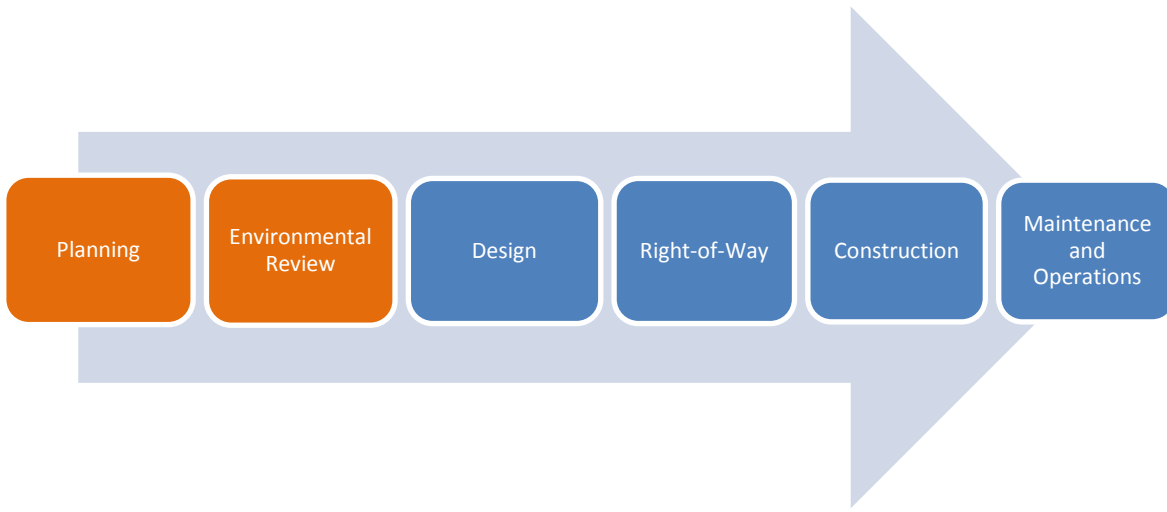 Planning
Environmental
Review
Design
Right-of-Way
Construction
Maintenance
and
Operations